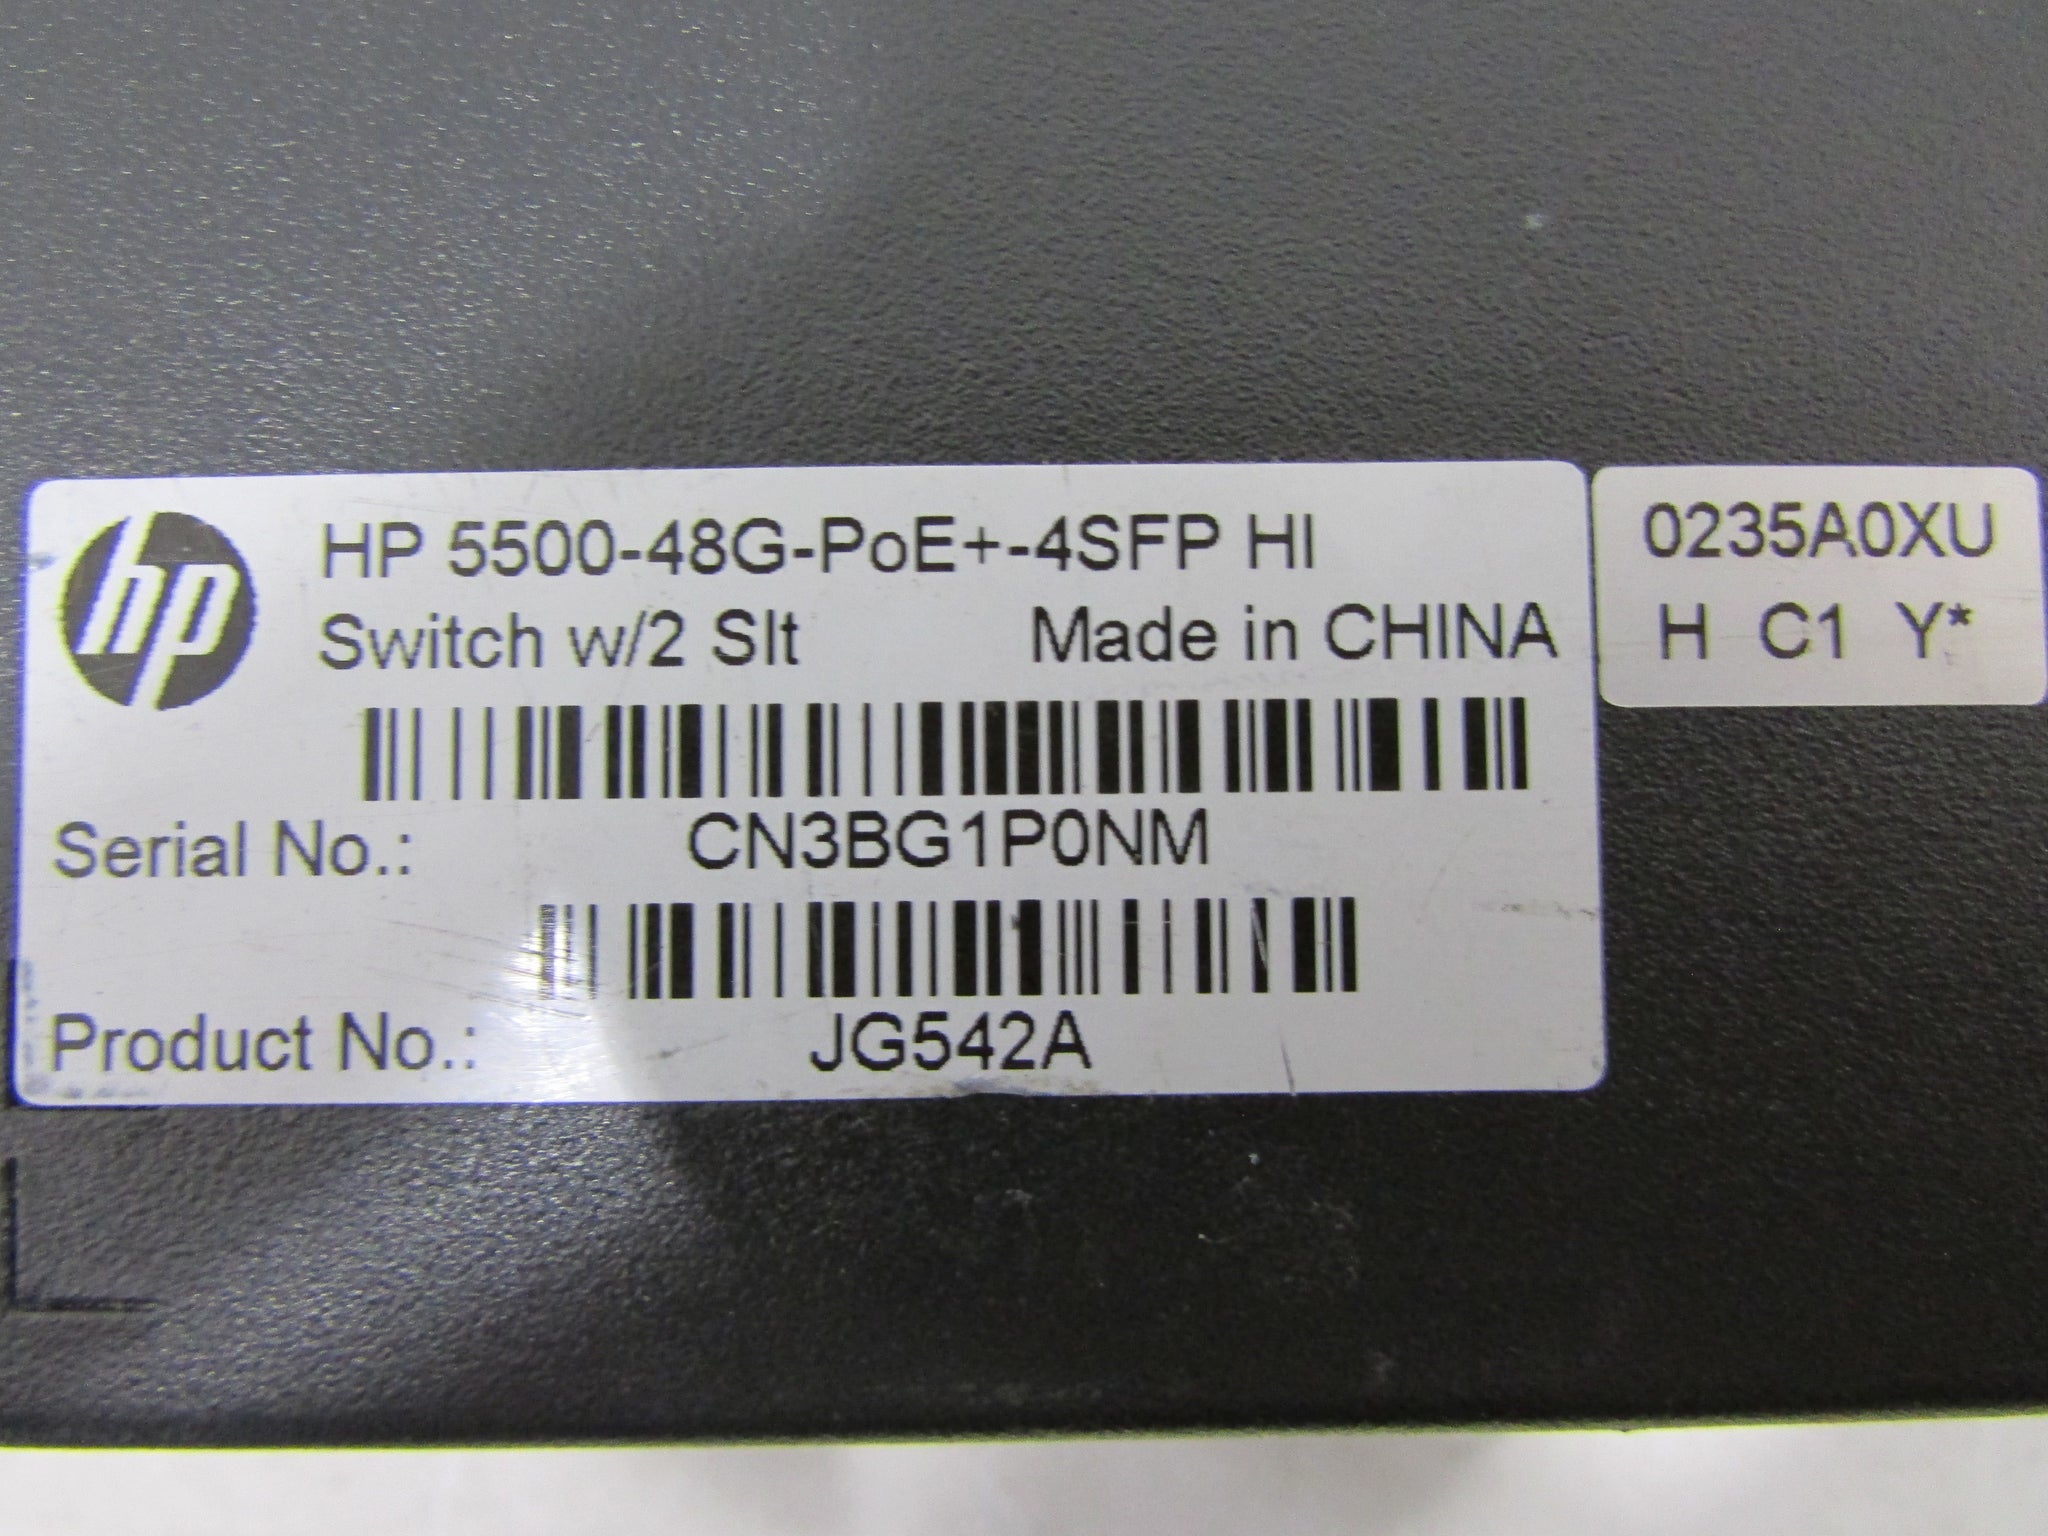 hp
HP 5500-48G-PoE+-4SFP HI
Switch w/2 Slt Made in CHINA
Serial No.: CN3BG1P0NM
Product No.: JG542A
0235A0XU
H C1 Y*